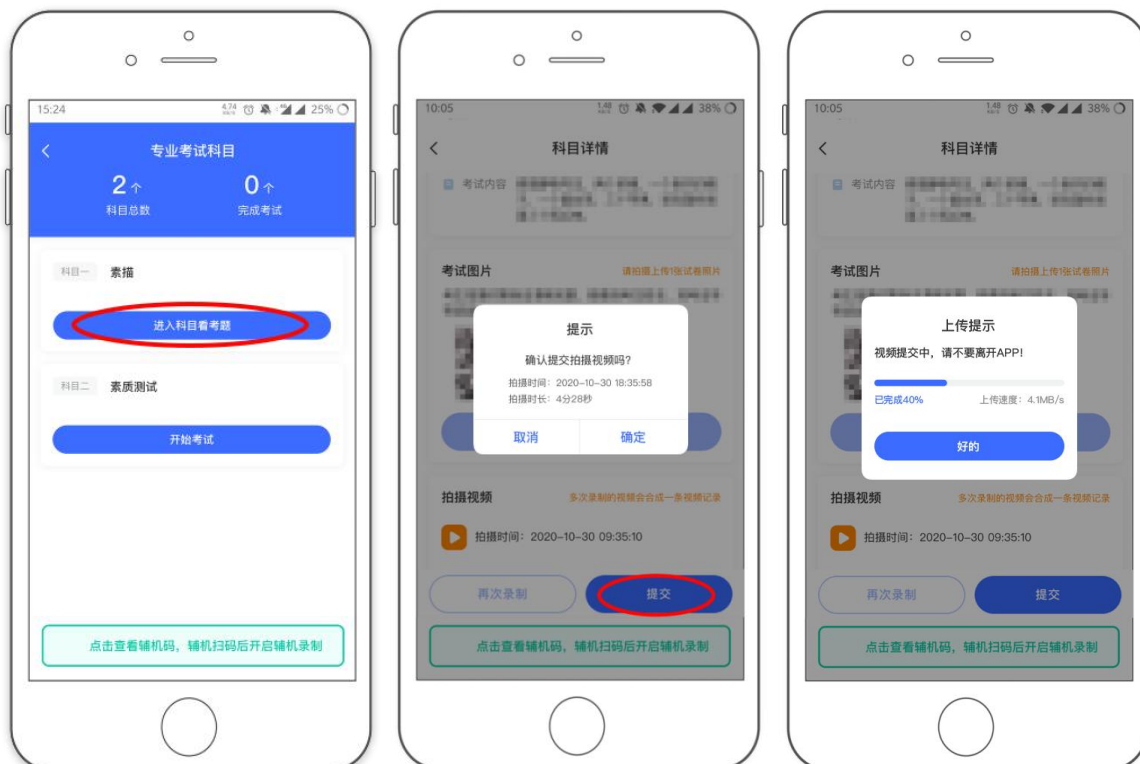 15:24
4.74
4G
25%
专业考试科目
2个
0个
科目总数
完成考试
科目一
素描
进入科目看考题
科目二
素质测试
开始考试
点击查看辅机码，辅机扫码后开启辅机录制
10:05
1.48
38%
科目详情
考试内容
考试图片
请拍摄上传1张试卷照片
提示
确认提交拍摄视频吗?
拍摄时间：2020-10-30 18:35:58
拍摄时长：4分28秒
取消
确定
拍摄视频
多次录制的视频会合成一条视频记录
拍摄时间：2020-10-30 09:35:10
再次录制
提交
点击查看辅机码，辅机扫码后开启辅机录制
10:05
1.48
38%
科目详情
考试内容
考试图片
请拍摄上传1张试卷照片
上传提示
视频提交中，请不要离开APP!
已完成40%
上传速度：4.1MB/s
好的
拍摄视频
多次录制的视频会合成一条视频记录
拍摄时间：2020-10-30 09:35:10
再次录制
提交
点击查看辅机码，辅机扫码后开启辅机录制